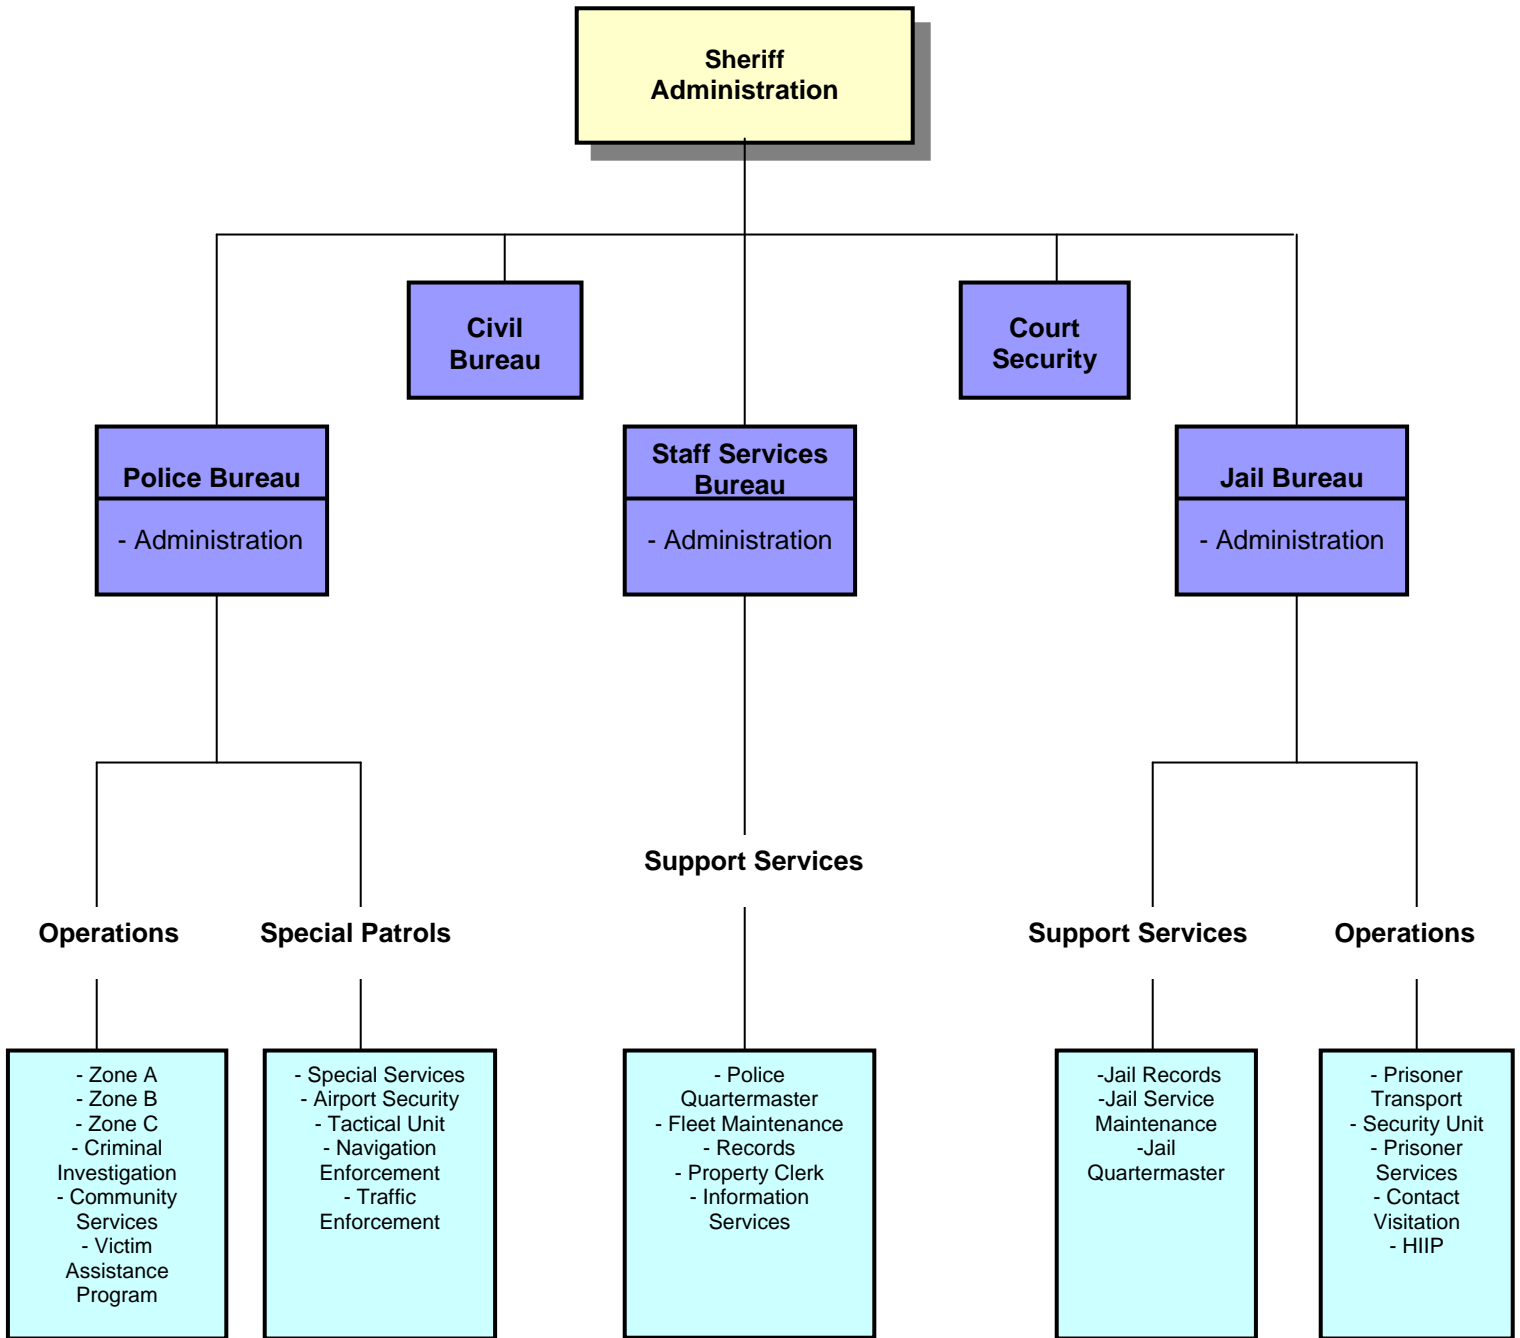 Sheriff
Administration
Civil
Bureau
Court
Security
Police Bureau
- Administration
Staff Services
Bureau
- Administration
Jail Bureau
- Administration
Support Services
Operations
Special Patrols
Support Services
Operations
- Zone A
- Zone B
- Zone C
- Criminal
Investigation
- Community
Services
- Victim
Assistance
Program
- Special Services
- Airport Security
- Tactical Unit
- Navigation
Enforcement
- Traffic
Enforcement
- Police
Quartermaster
- Fleet Maintenance
- Records
- Property Clerk
- Information
Services
-Jail Records
-Jail Service
Maintenance
-Jail
Quartermaster
- Prisoner
Transport
- Security Unit
- Prisoner
Services
- Contact
Visitation
- HIIP